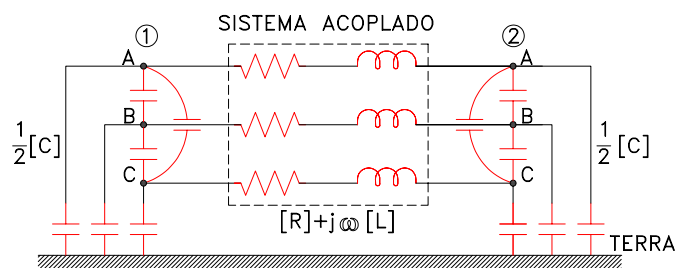 SISTEMA ACOPLADO
1
2
A
A
B
B
1/2[C]
1/2[C]
C
C
[R]+jω[L]
TERRA